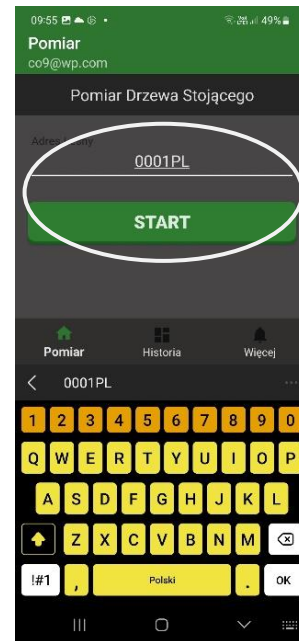 09:55
49%
Pomiar
co9@wp.com
Pomiar Drzewa Stojącego
Adres
0001PL
START
Pomiar Historia Więcej
0001PL
1 2 3 4 5 6 7 8 9 0
Q W E R T Y U I O P
A S D F G H J K L
Z X C V B N M
!#1 , Polski . OK